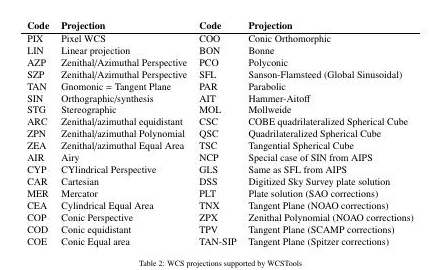 Code Projection Code Projection
PIX Pixel WCS COO Conic Orthomorphic
LIN Linear projection BON Bonne
AZP Zenithal/Azimuthal Perspective PCO Polyconic
SZP Zenithal/Azimuthal Perspective SFL Sanson-Flamsteed (Global Sinusoidal)
TAN Gnomonic = Tangent Plane PAR Parabolic
SIN Orthographic/synthesis AIT Hammer-Aitoff
STG Stereographic MOL Mollweide
ARC Zenithal/azimuthal equidistant CSC COBE quadrilateralized Spherical Cube
ZPN Zenithal/azimuthal Polynomial QSC Quadrilateralized Spherical Cube
ZEA Zenithal/azimuthal Equal Area TSC Tangential Spherical Cube
AIR Airy NCP Special case of SIN from AIPS
CYP CYlindrical Perspective GLS Same as SFL from AIPS
CAR Cartesian DSS Digitized Sky Survey plate solution
MER Mercator PLT Plate solution (SAO corrections)
CEA Cylindrical Equal Area TNX Tangent Plane (NOAO corrections)
COP Conic Perspective ZPX Zenithal Polynomial (NOAO corrections)
COD Conic equidistant TPV Tangent Plane (SCAMP corrections)
COE Conic Equal area TAN-SIP Tangent Plane (Spitzer corrections)
Table 2: WCS projections supported by WCSTools